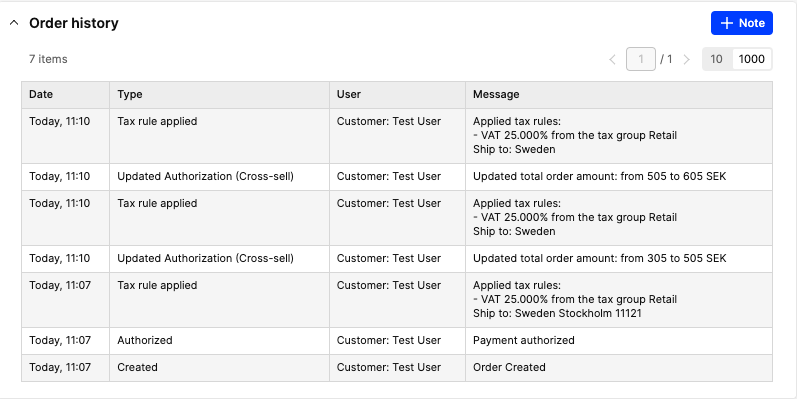 Order history
+ Note
7 items
1 / 1 10 1000
Date Type User Message
Today, 11:10 Tax rule applied Customer: Test User Applied tax rules:
- VAT 25.000% from the tax group Retail
Ship to: Sweden
Today, 11:10 Updated Authorization (Cross-sell) Customer: Test User Updated total order amount: from 505 to 605 SEK
Today, 11:10 Tax rule applied Customer: Test User Applied tax rules:
- VAT 25.000% from the tax group Retail
Ship to: Sweden
Today, 11:10 Updated Authorization (Cross-sell) Customer: Test User Updated total order amount: from 305 to 505 SEK
Today, 11:07 Tax rule applied Customer: Test User Applied tax rules:
- VAT 25.000% from the tax group Retail
Ship to: Sweden Stockholm 11121
Today, 11:07 Authorized Customer: Test User Payment authorized
Today, 11:07 Created Customer: Test User Order Created